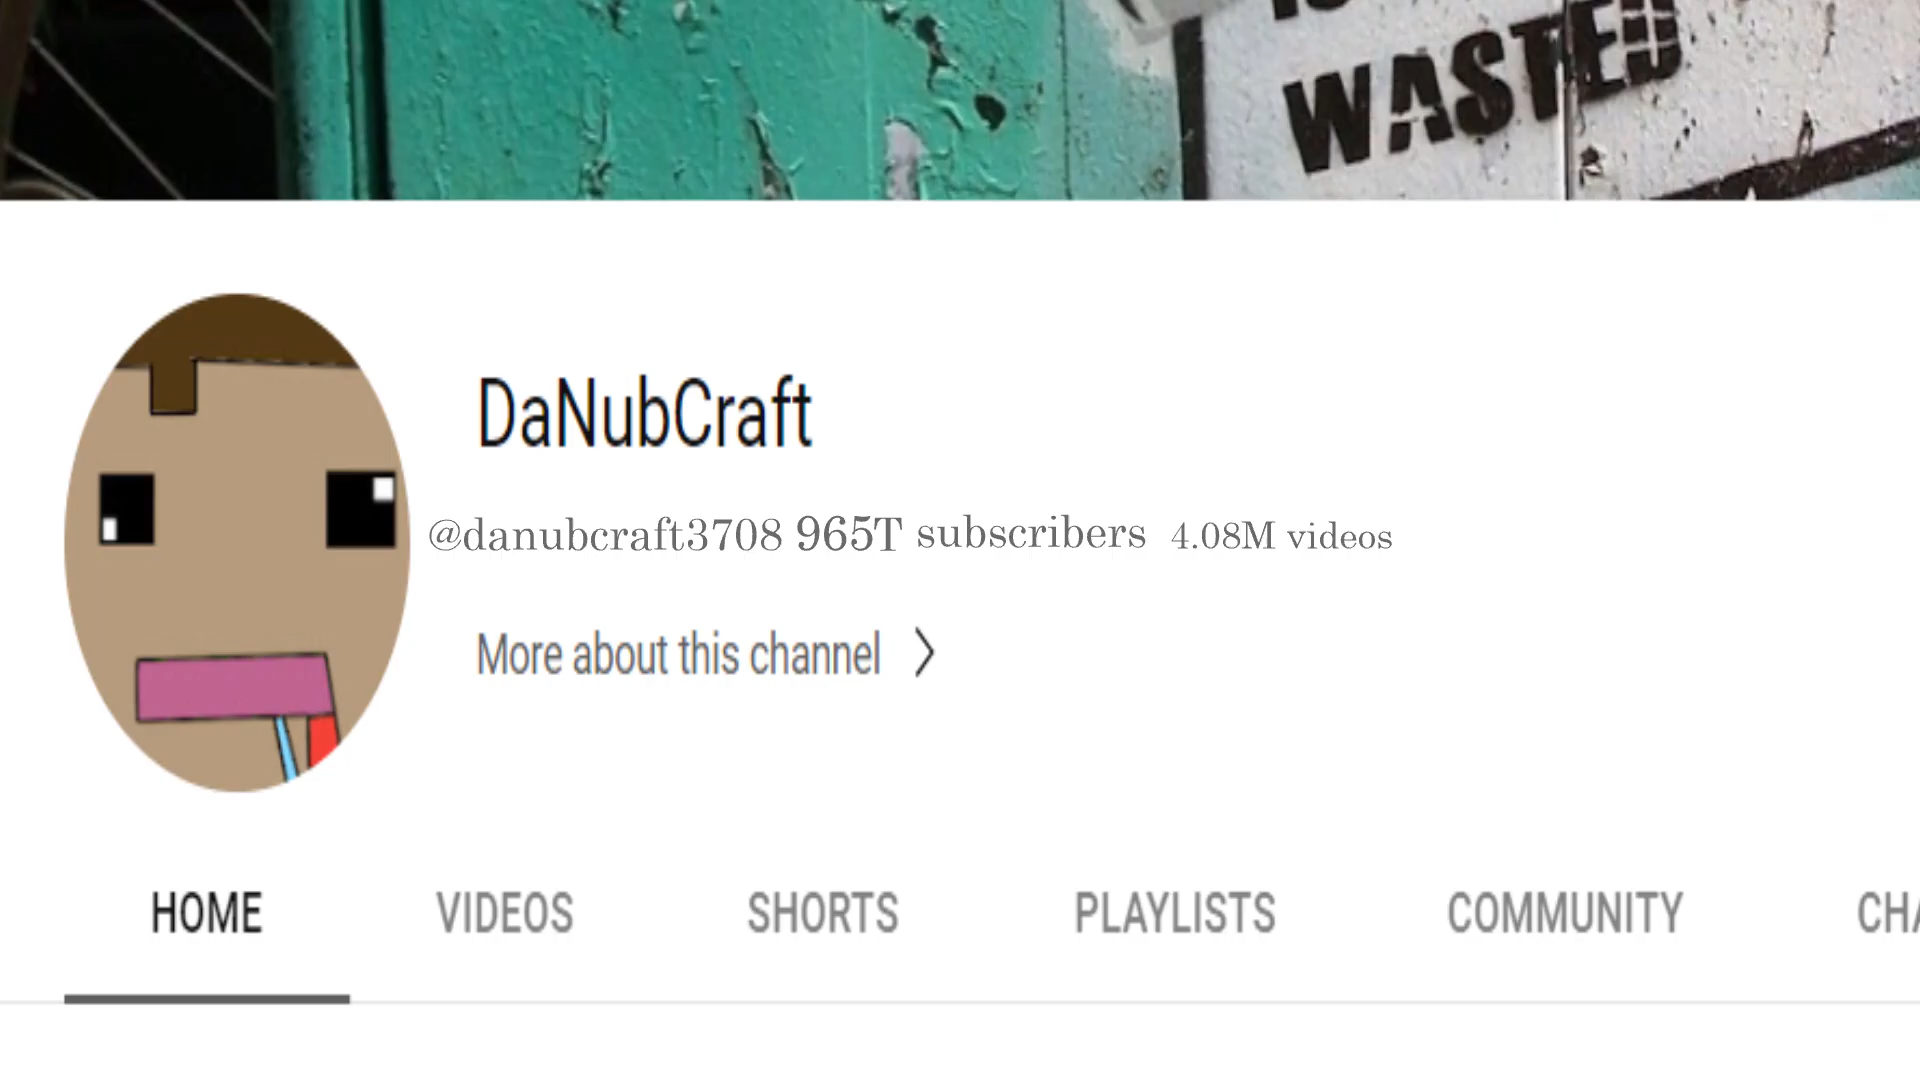 WASTED
DaNubCraft
@danubcraft3708 965T subscribers 4.08M videos
More about this channel
HOME VIDEOS SHORTS PLAYLISTS COMMUNITY